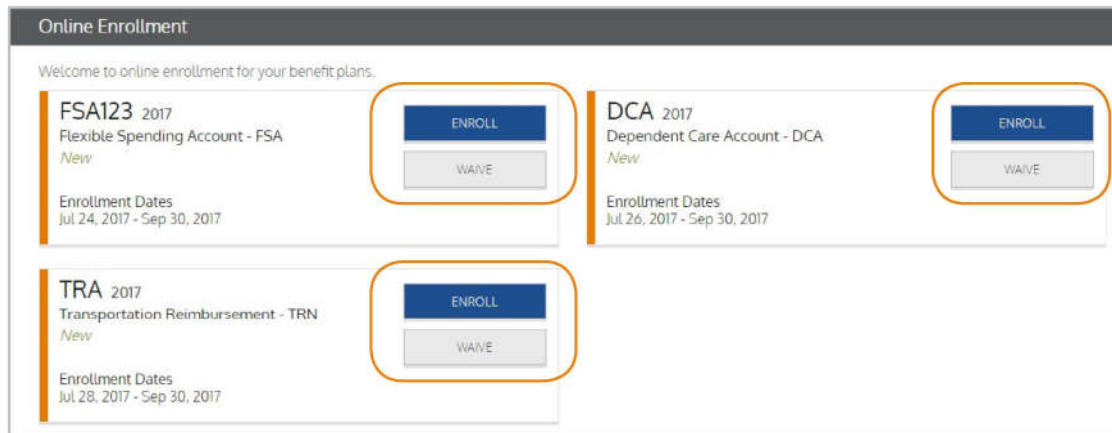 Online Enrollment
Welcome to online enrollment for your benefit plans.
FSA123 2017
Flexible Spending Account - FSA
New
Enrollment Dates
Jul 24, 2017 - Sep 30, 2017
ENROLL
WAIVE
DCA 2017
Dependent Care Account - DCA
New
Enrollment Dates
Jul 26, 2017 - Sep 30, 2017
ENROLL
WAIVE
TRA 2017
Transportation Reimbursement - TRN
New
Enrollment Dates
Jul 28, 2017 - Sep 30, 2017
ENROLL
WAIVE